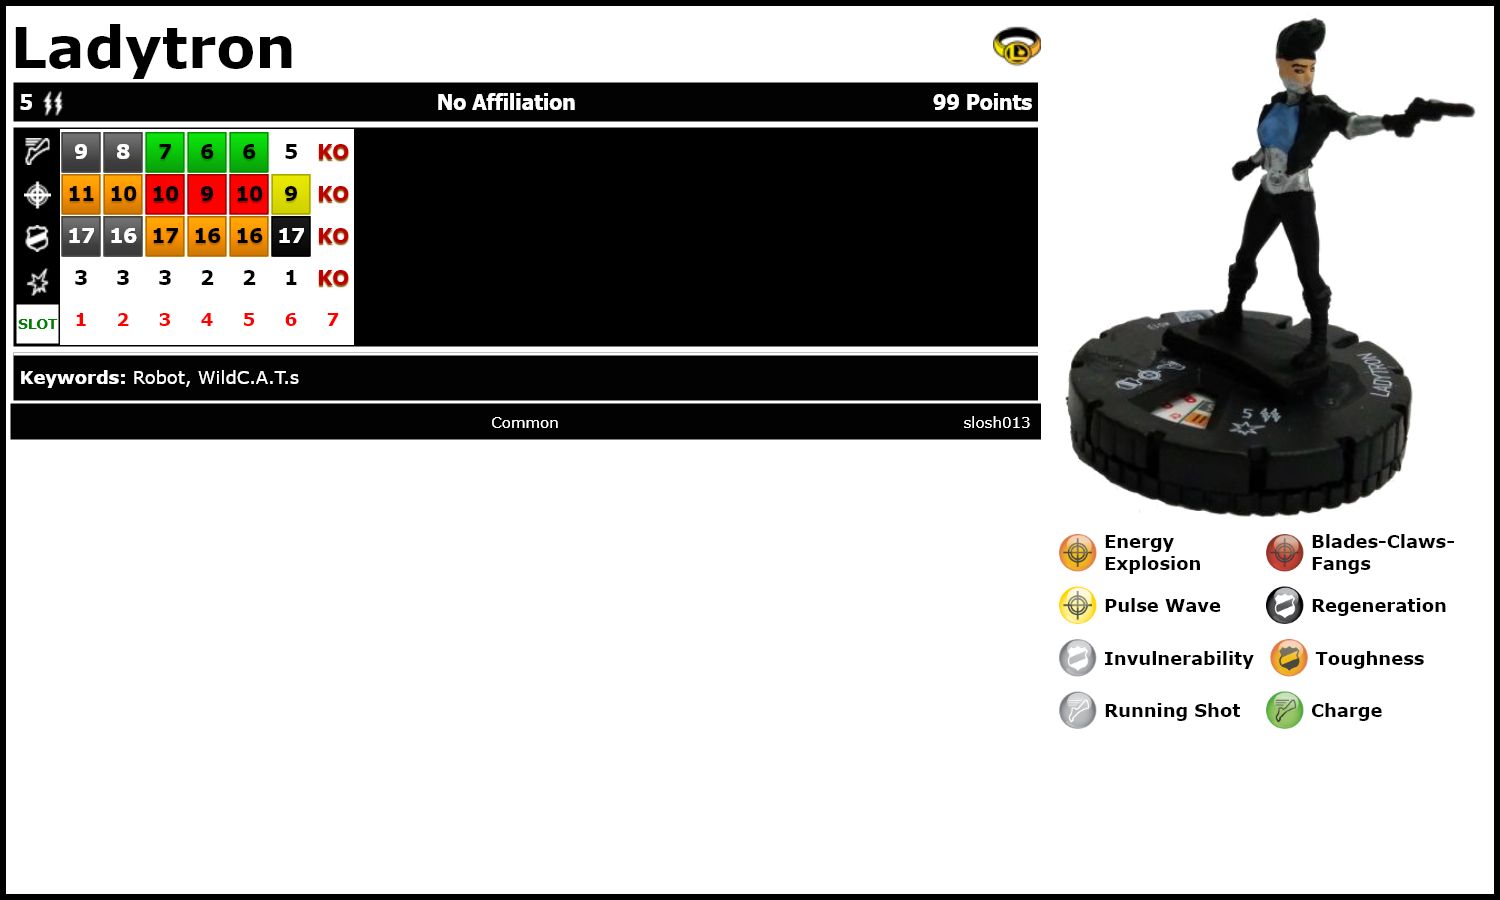 Ladytron
5 No Affiliation 99 Points
9 8 7 6 6 5 KO
11 10 10 9 10 9 KO
17 16 17 16 16 17 KO
3 3 3 2 2 1 KO
SLOT 1 2 3 4 5 6 7
Keywords: Robot, WildC.A.T.s
Common slosh013
LADYTRON
5
11
Energy
Explosion
Blades-Claws-
Fangs
Pulse Wave
Regeneration
Invulnerability
Toughness
Running Shot
Charge